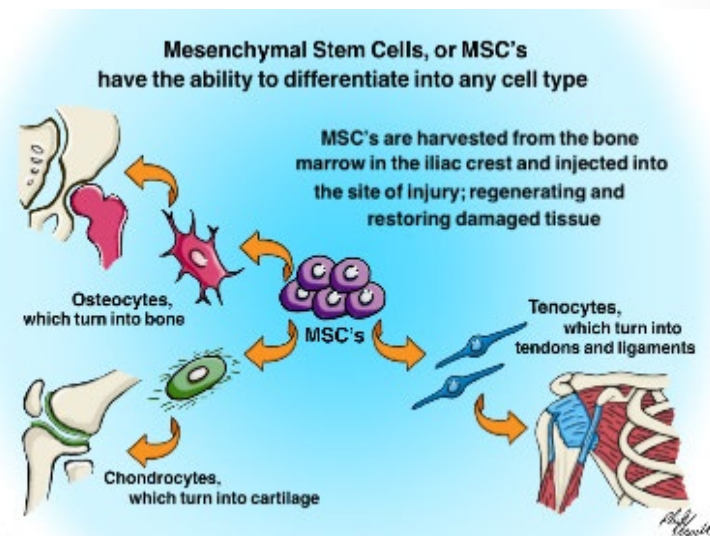 Mesenchymal Stem Cells, or MSC's
have the ability to differentiate into any cell type
MSC's are harvested from the bone
marrow in the iliac crest and injected into
the site of injury; regenerating and
restoring damaged tissue
Osteocytes,
which turn into bone
MSC's
Tenocytes,
which turn into
tendons and ligaments
Chondrocytes,
which turn into cartilage